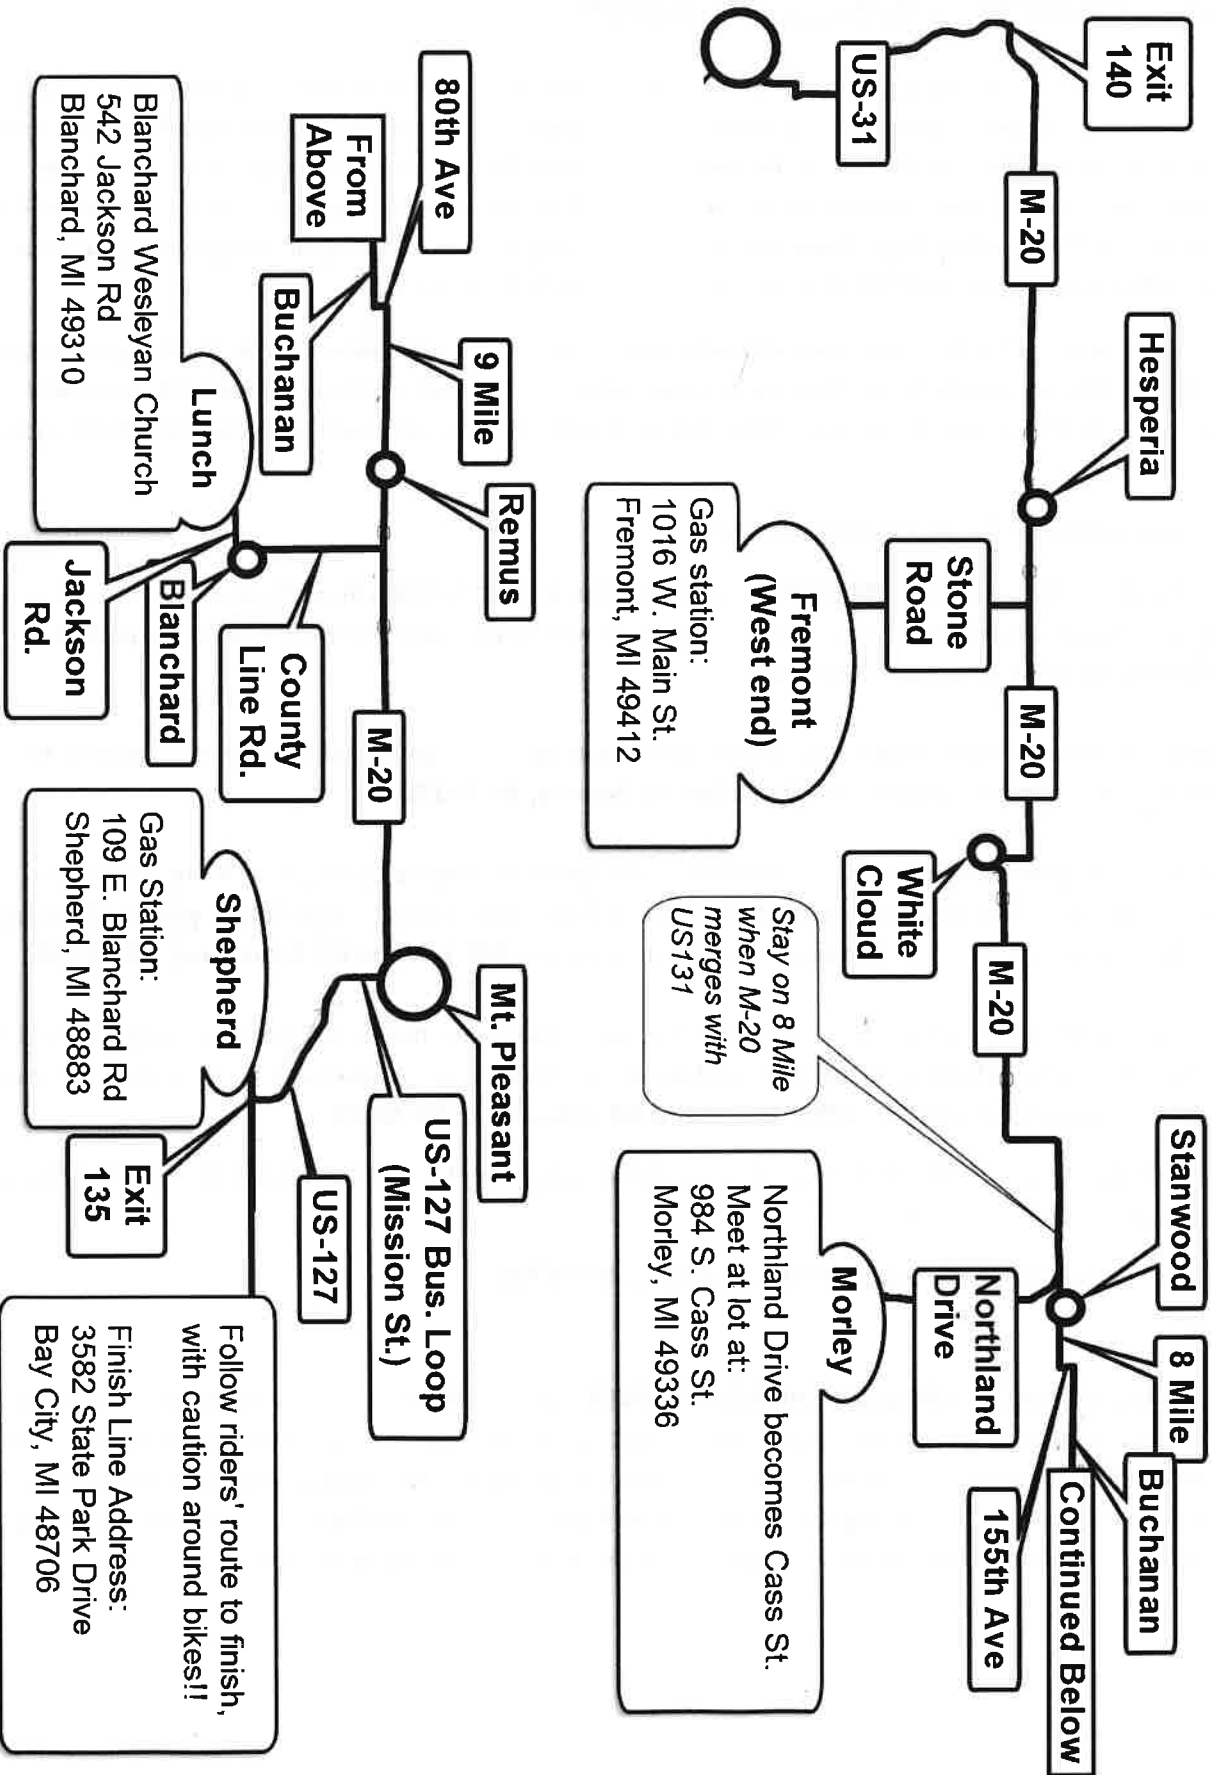 Exit
140
US-31
M-20
Hesperia
Stone
Road
Fremont
(West end)
Gas station:
1016 W. Main St.
Fremont, MI 49412
M-20
White
Cloud
M-20
Stay on 8 Mile
when M-20
merges with
US131
Stanwood
8 Mile
Buchanan
Continued Below
155th Ave
Northland
Drive
Morley
Northland Drive becomes Cass St.
Meet at lot at:
984 S. Cass St.
Morley, MI 49336
80th Ave
From
Above
Buchanan
9 Mile
Remus
Lunch
Blanchard Wesleyan Church
542 Jackson Rd
Blanchard, MI 49310
Jackson
Rd.
Blanchard
County
Line Rd.
M-20
Mt. Pleasant
US-127 Bus. Loop
(Mission St.)
US-127
Shepherd
Gas Station:
109 E. Blanchard Rd
Shepherd, MI 48883
Exit
135
Follow riders' route to finish,
with caution around bikes!!
Finish Line Address:
3582 State Park Drive
Bay City, MI 48706